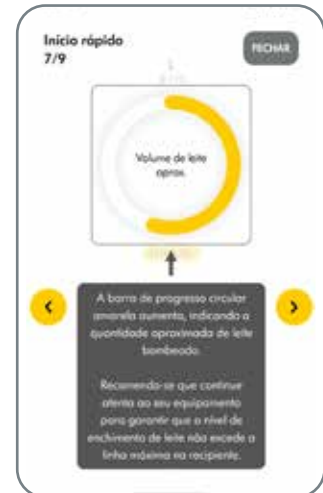 Início rápido
7/9
FECHAR
Volume de leite
aprox.
A barra de progresso circular
amarela aumenta, indicando a
quantidade aproximada de leite
bombeado.
Recomenda-se que continue
atenta ao seu equipamento
para garantir que o nível de
enchimento de leite não excede a
linha máxima no recipiente.